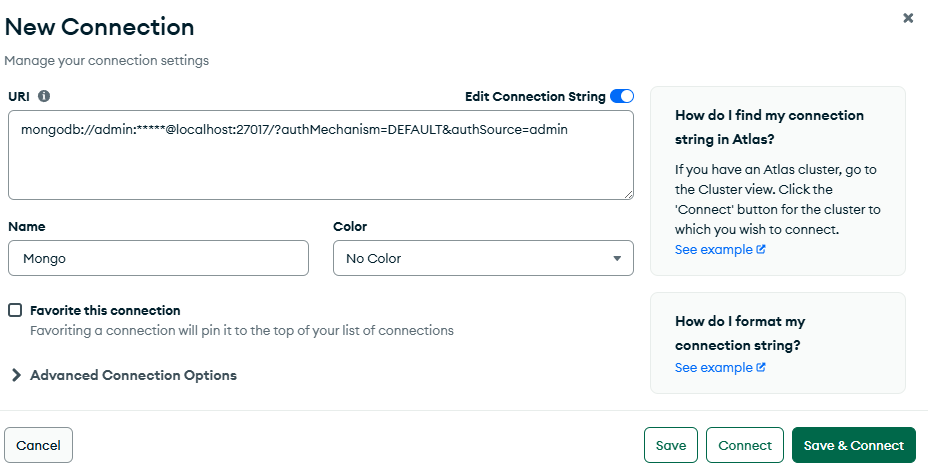 New Connection
Manage your connection settings
URI
Edit Connection String
mongodb://admin:*****@localhost:27017/?authMechanism=DEFAULT&authSource=admin
Name
Color
Mongo
No Color
Favorite this connection
Favoriting a connection will pin it to the top of your list of connections
Advanced Connection Options
How do I find my connection
string in Atlas?
If you have an Atlas cluster, go to
the Cluster view. Click the
'Connect' button for the cluster to
which you wish to connect.
See example
How do I format my
connection string?
See example
Cancel
Save
Connect
Save & Connect